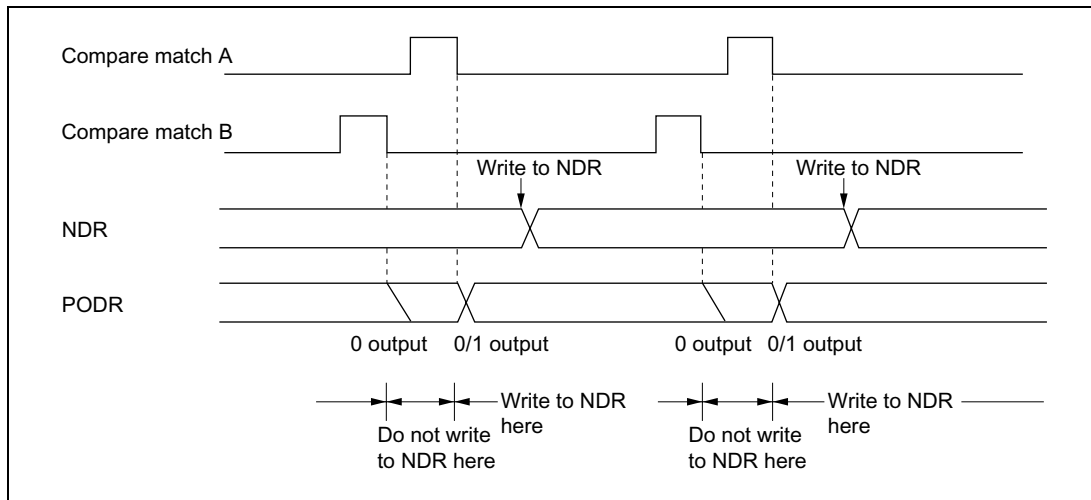 Compare match A
Compare match B
Write to NDR
Write to NDR
NDR
PODR
0 output
0/1 output
0 output
0/1 output
Write to NDR
here
Do not write
to NDR here
Write to NDR
here
Do not write
to NDR here